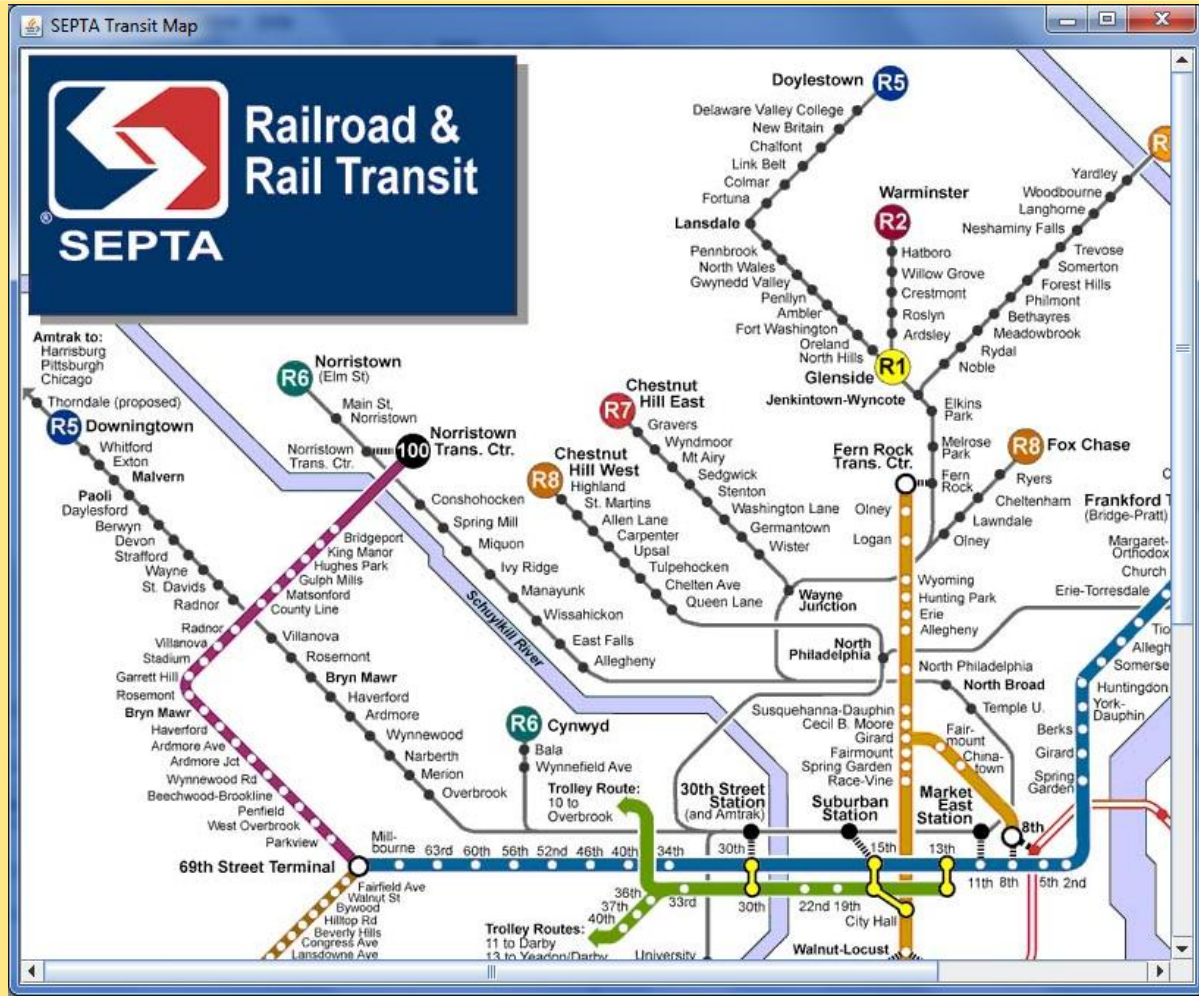 SEPTA Transit Map
Railroad &
Rail Transit
®
SEPTA
Doylestown
R5
Delaware Valley College
New Britain
Chalfont
Link Belt
Colmar
Fortuna
Lansdale
Pennbrook
North Wales
Gwynedd Valley
Penllyn
Ambler
Fort Washington
Oreland
North Hills
Warminster
R2
Hatboro
Willow Grove
Crestmont
Roslyn
Ardsley
R1
Glenside
Jenkintown-Wyncote
Yardley
Woodbourne
Langhorne
Neshaminy Falls
Trevose
Somerton
Forest Hills
Philmont
Bethayres
Meadowbrook
Rydal
Noble
Elkins
Park
Melrose
Park
Fern
Rock
Fern Rock
Trans. Ctr.
R8 Fox Chase
Ryers
Cheltenham
Lawndale
Olney
Amtrak to:
Harrisburg
Pittsburgh
Chicago
Thorndale (proposed)
R5 Downingtown
Whitford
Exton
Malvern
Paoli
Daylesford
Berwyn
Devon
Strafford
Wayne
St. Davids
Radnor
Villanova
Rosemont
Bryn Mawr
Haverford
Ardmore
Wynnewood
Narberth
Merion
Overbrook
R6
Norristown
(Elm St)
Main St,
Norristown
Norristown
Trans. Ctr.
100
Norristown
Trans. Ctr.
Conshohocken
Spring Mill
Miquon
Ivy Ridge
Manayunk
Wissahickon
East Falls
Allegheny
Schuylkill River
Bridgeport
King Manor
Hughes Park
Gulph Mills
Matsonford
County Line
Radnor
Villanova
Stadium
Garrett Hill
Rosemont
Bryn Mawr
Haverford
Ardmore Ave
Ardmore Jct
Wynnewood Rd
Beechwood-Brookline
Penfield
West Overbrook
Parkview
69th Street Terminal
Chestnut
Hill East
R7
Gravers
Wyndmoor
Mt Airy
Sedgwick
Stenton
Washington Lane
Germantown
Wister
Wayne
Junction
Chestnut
Hill West
R8
Highland
St. Martins
Allen Lane
Carpenter
Upsal
Tulpehocken
Chelten Ave
Queen Lane
North
Philadelphia
R6 Cynwyd
Bala
Wynnefield Ave
Olney
Logan
Wyoming
Hunting Park
Erie
Allegheny
North Philadelphia
North Broad
Temple U.
Susquehanna-Dauphin
Cecil B. Moore
Girard
Fairmount
Spring Garden
Race-Vine
Fair-
mount
China-
town
8th
Frankford T
(Bridge-Pratt)
Margaret-
Orthodox
Church
Erie-Torresdale
Tio
Allegh
Somerse
Huntingdon
York-
Dauphin
Berks
Girard
Spring
Garden
Trolley Route:
10 to
Overbrook
30th Street
Station
(and Amtrak)
Suburban
Station
Market
East
Station
Mill-
bourne
63rd
60th
56th
52nd
46th
40th
34th
30th
15th
13th
11th
8th
5th
2nd
36th
37th
40th
33rd
30th
22nd
19th
City Hall
Walnut-Locust
Fairfield Ave
Walnut St
Bywood
Hilltop Rd
Beverly Hills
Congress Ave
Lansdowne Ave
Trolley Routes:
11 to Darby
13 to Yeadon/Darby
University